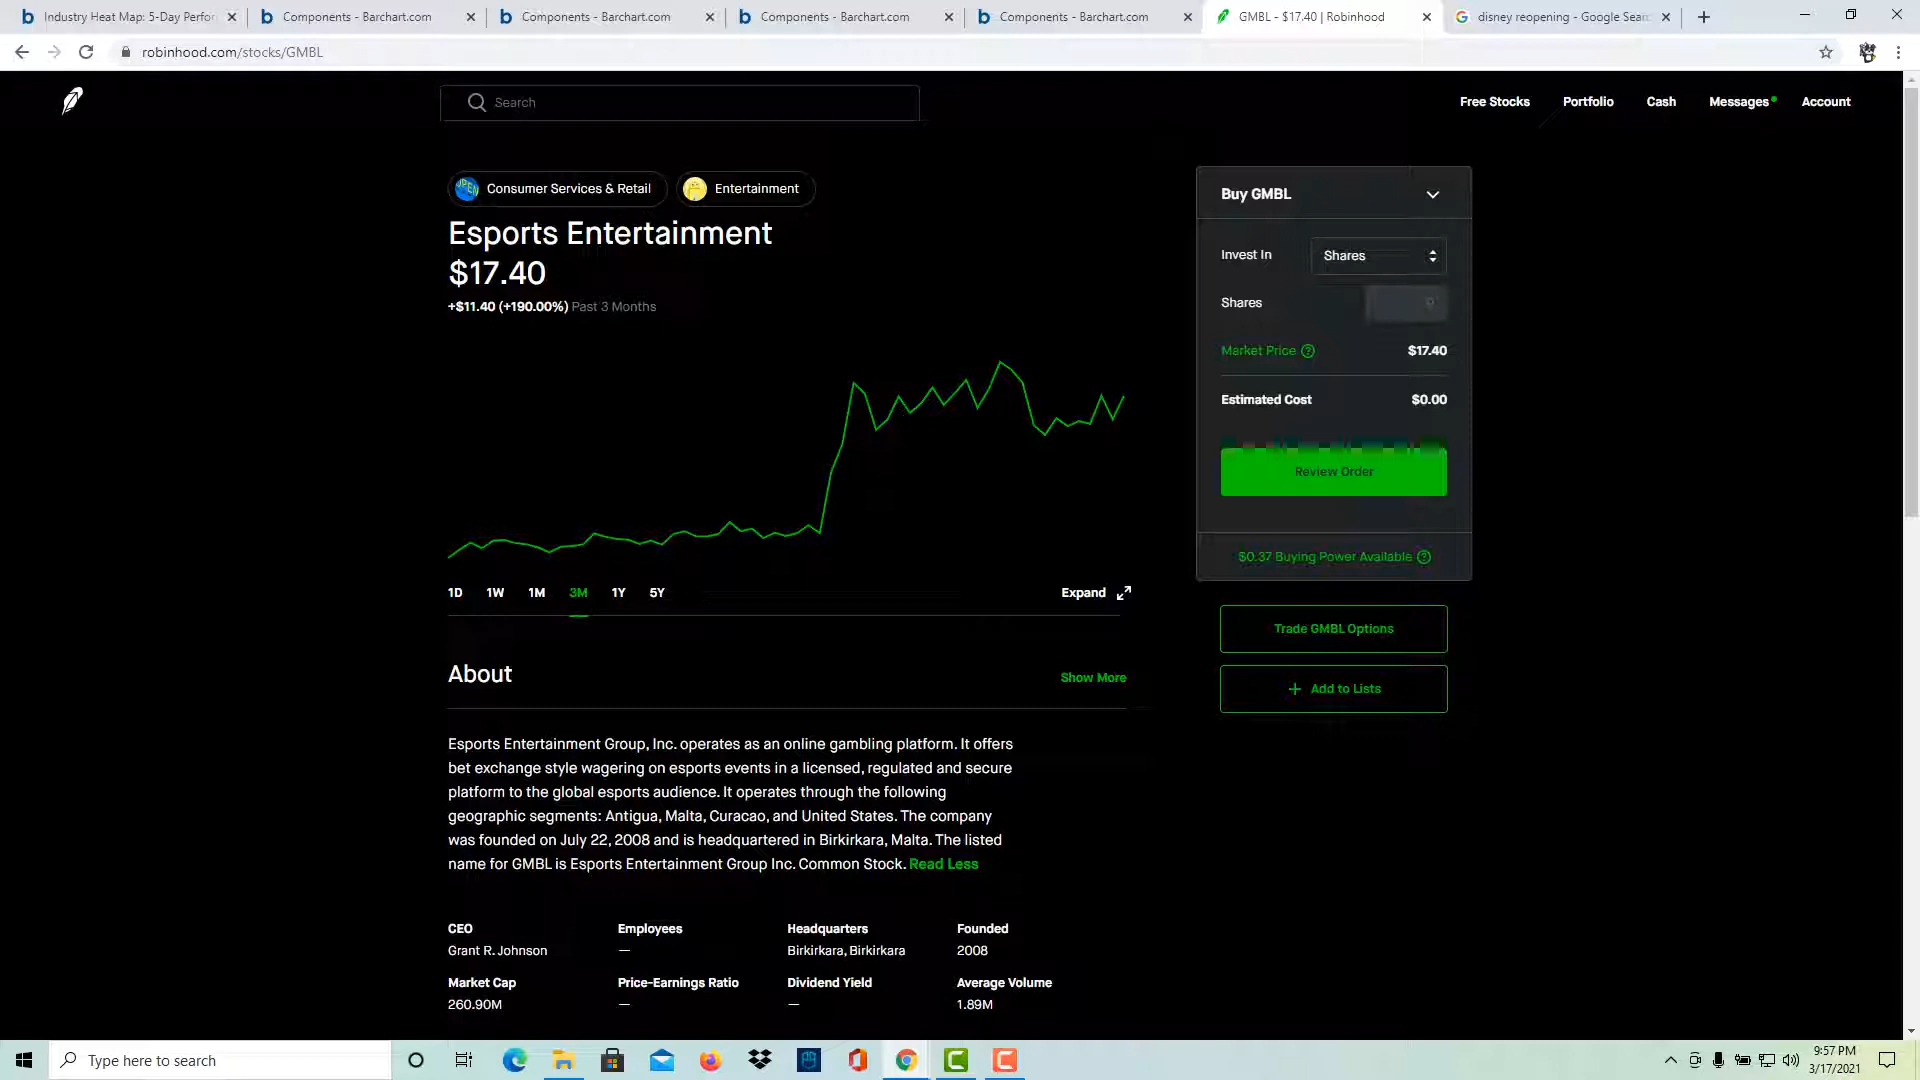 Industry Heat Map: 5-Day Perfor
Components - Barchart.com
Components - Barchart.com
Components - Barchart.com
Components - Barchart.com
GMBL - $17.40 | Robinhood
disney reopening - Google Searc
robinhood.com/stocks/GMBL
Search
Free Stocks
Portfolio
Cash
Messages
Account
Consumer Services & Retail
Entertainment
Esports Entertainment
$17.40
+$11.40 (+190.00%) Past 3 Months
1D 1W 1M 3M 1Y 5Y
Expand
Buy GMBL
Invest In Shares
Shares 0
Market Price $17.40
Estimated Cost $0.00
Review Order
$0.37 Buying Power Available
Trade GMBL Options
+ Add to Lists
About
Show More
Esports Entertainment Group, Inc. operates as an online gambling platform. It offers
bet exchange style wagering on esports events in a licensed, regulated and secure
platform to the global esports audience. It operates through the following
geographic segments: Antigua, Malta, Curacao, and United States. The company
was founded on July 22, 2008 and is headquartered in Birkirkara, Malta. The listed
name for GMBL is Esports Entertainment Group Inc. Common Stock. Read Less
CEO Employees Headquarters Founded
Grant R. Johnson — Birkirkara, Birkirkara 2008
Market Cap Price-Earnings Ratio Dividend Yield Average Volume
260.90M — — 1.89M
Type here to search
9:57 PM
3/17/2021